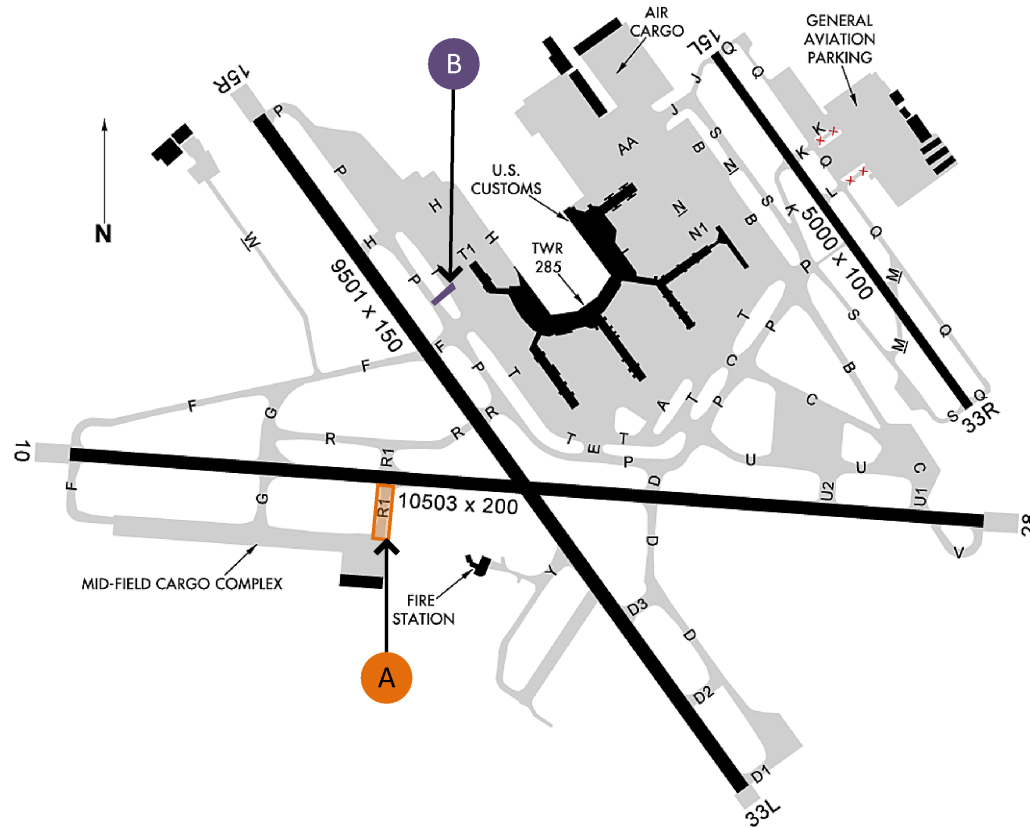 B
AIR
CARGO
GENERAL
AVIATION
PARKING
15L
Q
Q
J
J
15R
P
P
H
H
H
P
T
T1
W
N
AA
B
S
N
S
B
K
K
K
Q
L
Q
M
Q
M
Q
S
33R
5000 x 100
U.S.
CUSTOMS
TWR
285
T
N
N1
P
S
B
T
P
C
C
9501 x 150
F
F
F
P
T
G
R
R
R
R1
A
T
P
T
E
T
P
D
U
U
C
U2
U1
V
10
28
F
G
R1
10503 x 200
MID-FIELD CARGO COMPLEX
FIRE
STATION
Y
D
D3
D
D2
D1
33L
A